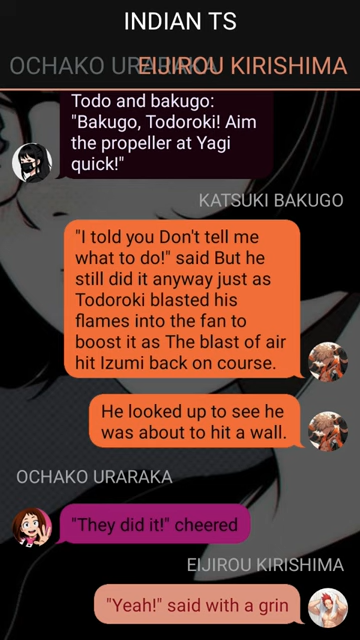 INDIAN TS
OCHAKO URARAKA
EIJIROU KIRISHIMA
Todo and bakugo:
"Bakugo, Todoroki! Aim
the propeller at Yagi
quick!"
KATSUKI BAKUGO
"I told you Don't tell me
what to do!" said But he
still did it anyway just as
Todoroki blasted his
flames into the fan to
boost it as The blast of air
hit Izumi back on course.
He looked up to see he
was about to hit a wall.
OCHAKO URARAKA
"They did it!" cheered
EIJIROU KIRISHIMA
"Yeah!" said with a grin